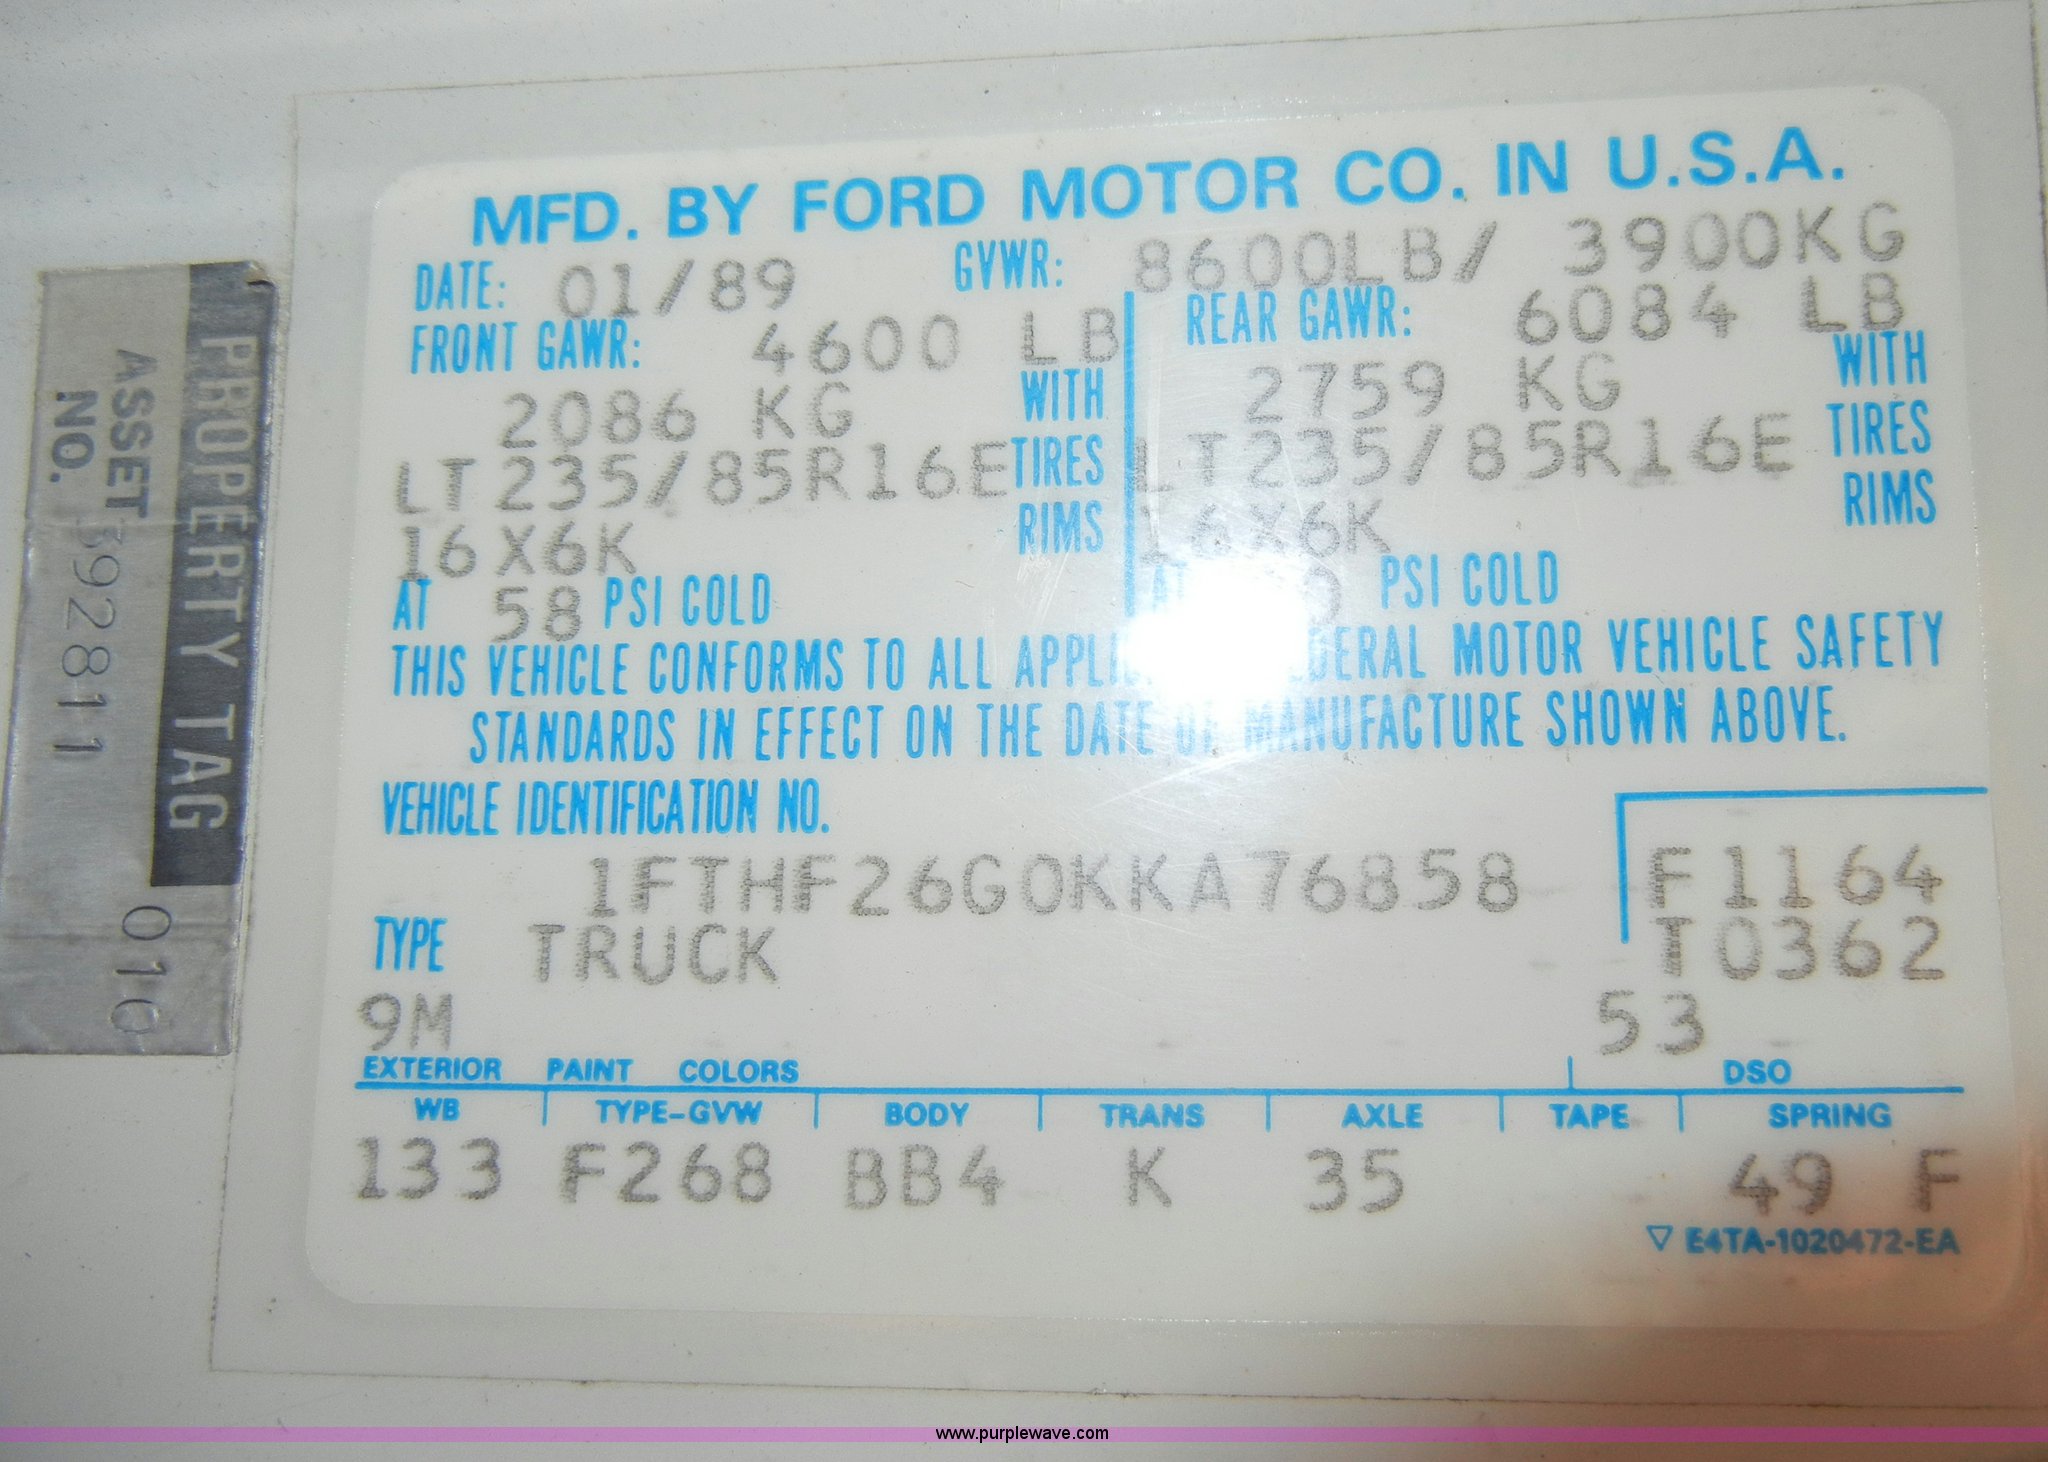 MFD. BY FORD MOTOR CO. IN U.S.A.
DATE: 01/89 GVWR: 8600LB/ 3900KG
FRONT GAWR: 4600 LB REAR GAWR: 6084 LB
2086 KG WITH 2759 KG WITH
LT235/85R16E TIRES LT235/85R16E TIRES
16X6K RIMS 16X6K RIMS
AT 58 PSI COLD AT PSI COLD
THIS VEHICLE CONFORMS TO ALL MOTOR VEHICLE SAFETY
STANDARDS IN EFFECT ON THE DATE OF MANUFACTURE SHOWN ABOVE.
VEHICLE IDENTIFICATION NO.
1FTHF26G0KKA76858 F1164
TYPE TRUCK T0362
9M 53
EXTERIOR PAINT COLORS DSO
WB TYPE-GVW BODY TRANS AXLE TAPE SPRING
133 F268 BB4 K 35 49 F
E4TA-1020472-EA
PROPERTY TAG
ASSET NO. 392811 010
www.purplewave.com